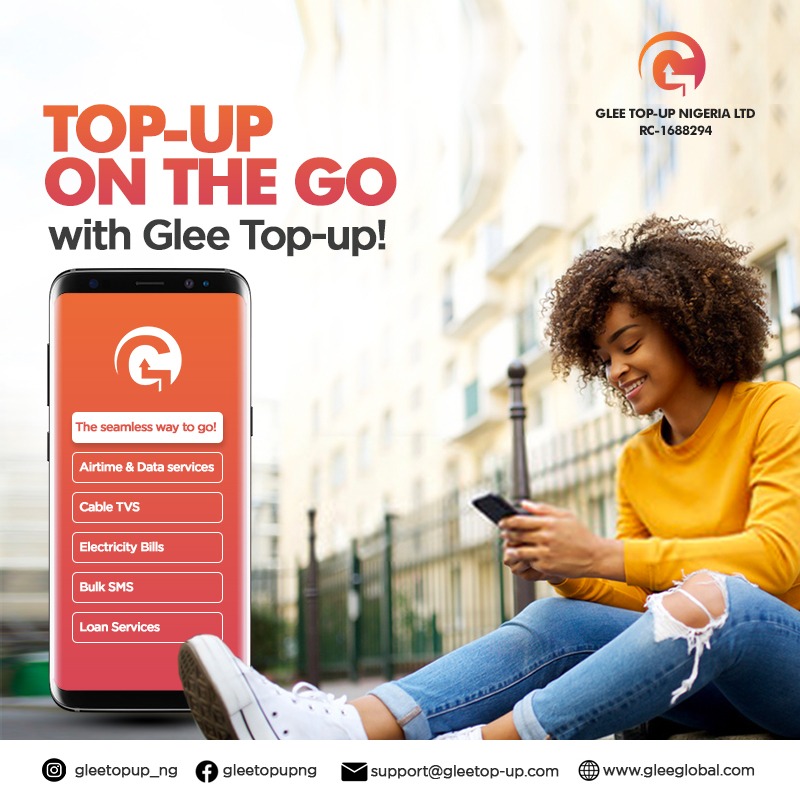 GLEE TOP-UP NIGERIA LTD
RC-1688294
TOP-UP
ON THE GO
with Glee Top-up!
The seamless way to go!
Airtime & Data services
Cable TVS
Electricity Bills
Bulk SMS
Loan Services
gleetopup_ng gleetopupng support@gleetop-up.com www.gleeglobal.com